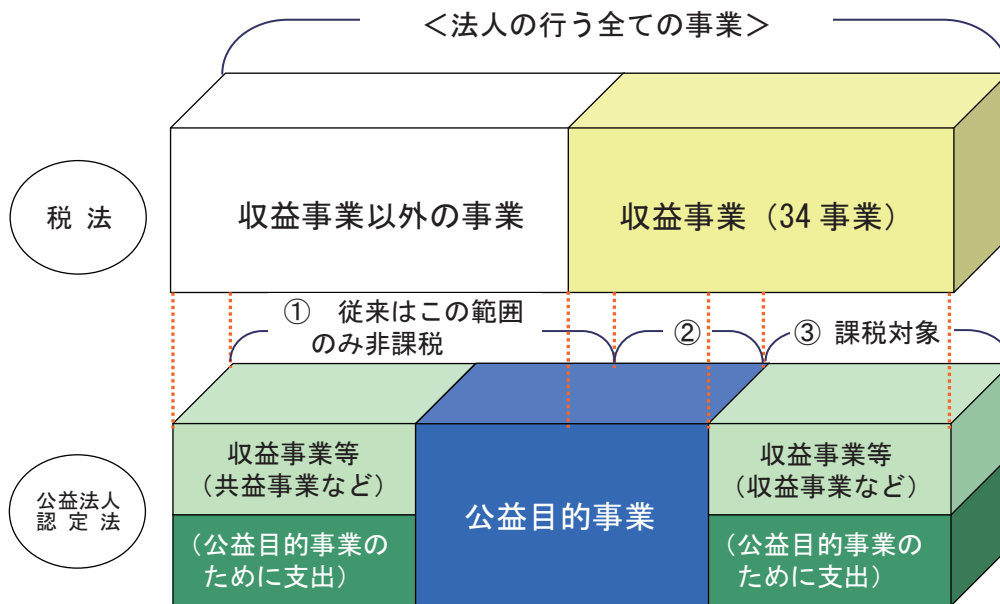 <法人の行う全ての事業>
税 法
収益事業以外の事業
収益事業(34 事業)
① 従来はこの範囲
のみ非課税
②
③ 課税対象
公益法人
認 定 法
収益事業等
(共益事業など)
(公益目的事業の
ために支出)
公益目的事業
収益事業等
(収益事業など)
(公益目的事業の
ために支出)